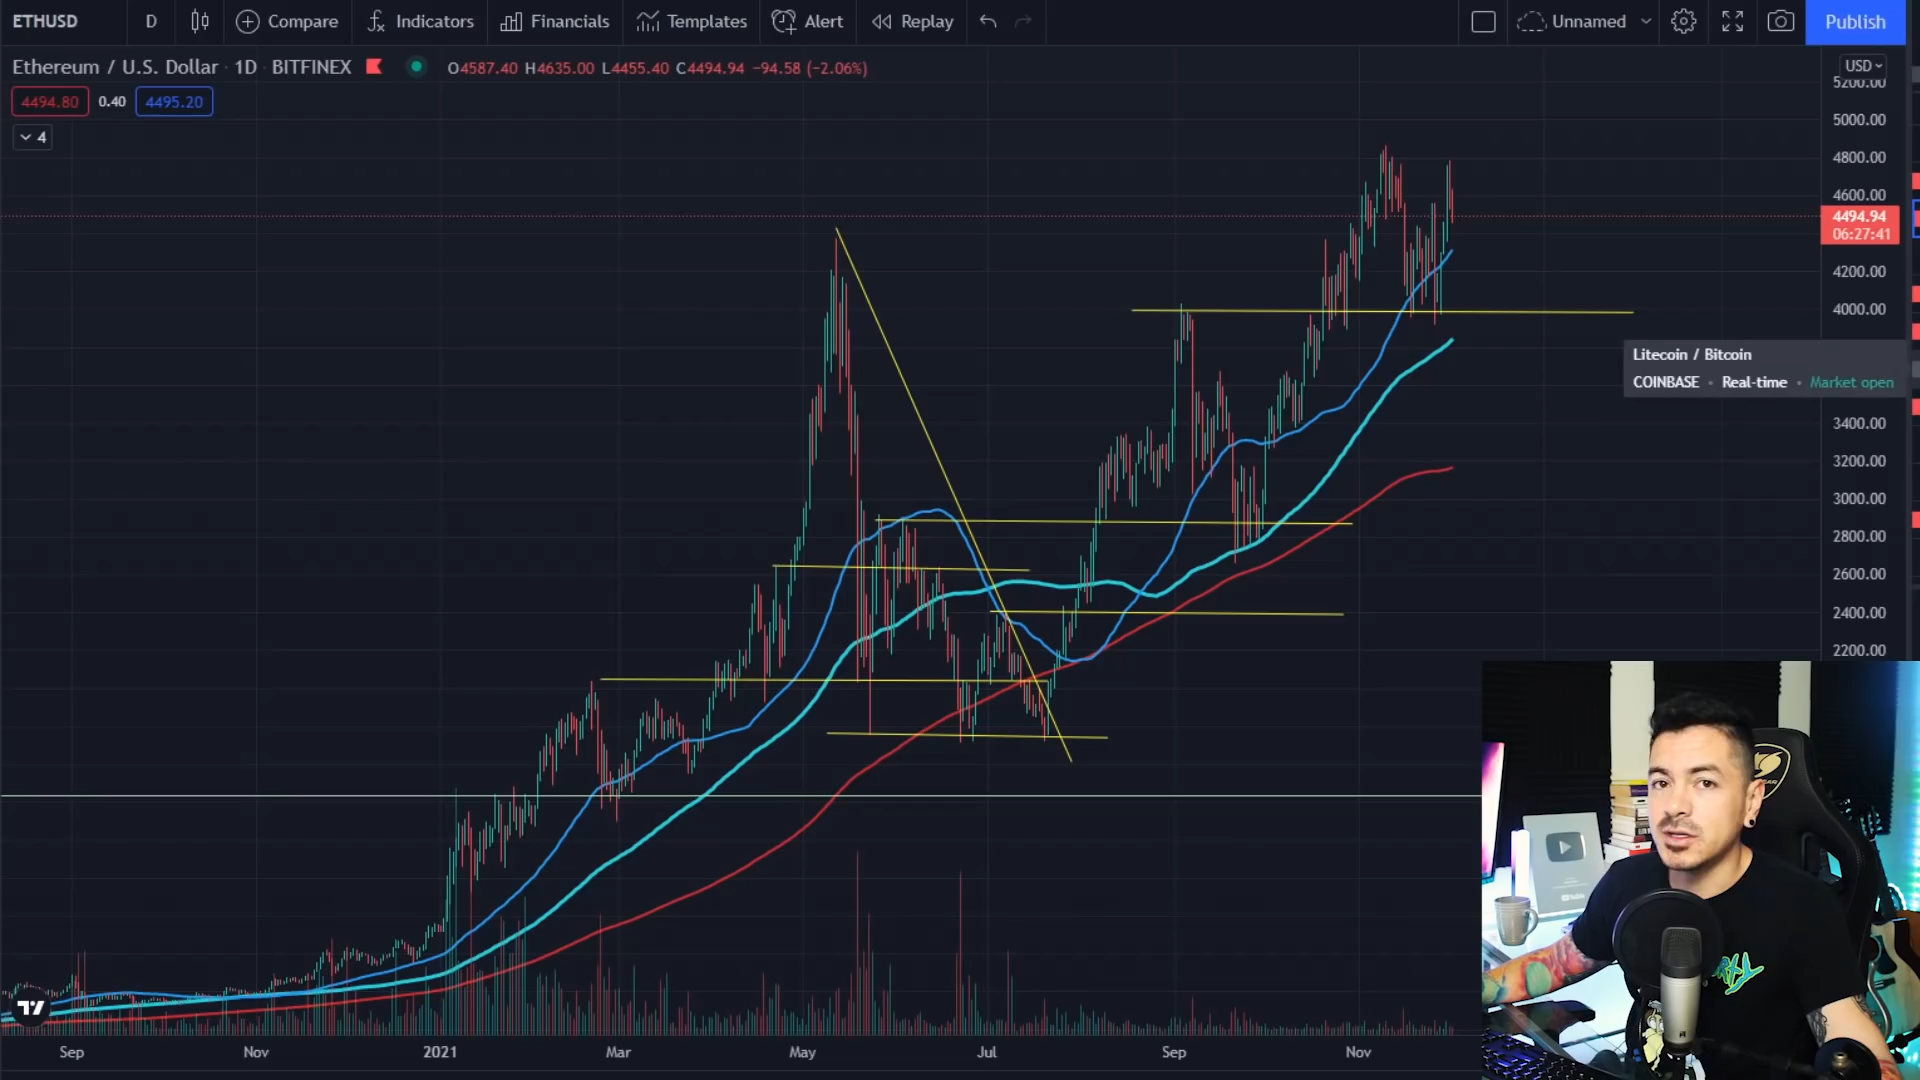 ETHUSD D Compare Indicators Financials Templates Alert Replay Unnamed Publish
Ethereum / U.S. Dollar · 1D · BITFINEX O4587.40 H4635.00 L4455.40 C4494.94 −94.58 (−2.06%)
USD
4494.80 0.40 4495.20
4
5200.00
5000.00
4800.00
4600.00
4494.94
06:27:41
4200.00
4000.00
Litecoin / Bitcoin
COINBASE • Real-time • Market open
3400.00
3200.00
3000.00
2800.00
2600.00
2400.00
2200.00
Sep Nov 2021 Mar May Jul Sep Nov